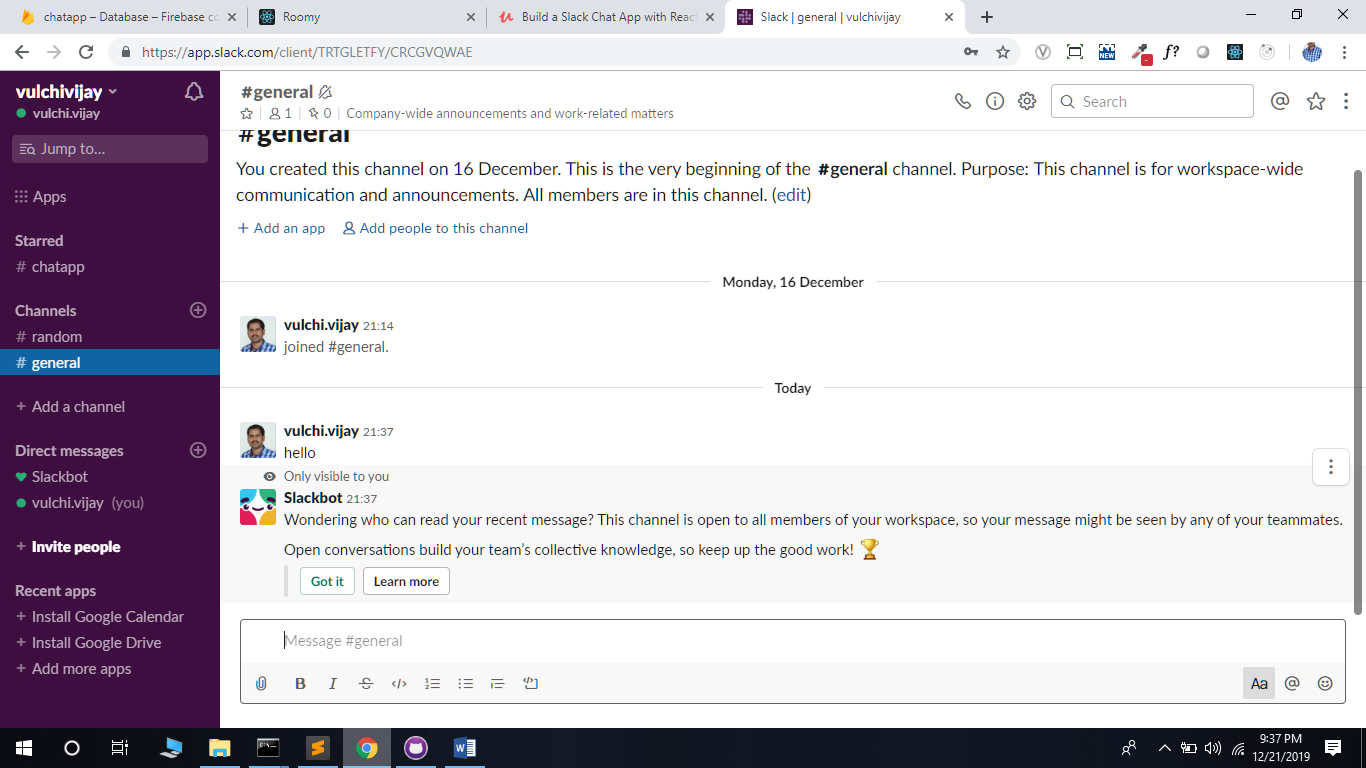 chatapp – Database – Firebase co
Roomy
Build a Slack Chat App with Reac
Slack | general | vulchivijay
https://app.slack.com/client/TRTGLETFY/CRCGVQWAE
NEW
f?
vulchivijay
vulchi.vijay
Jump to...
Apps
Starred
# chatapp
Channels
# random
# general
+ Add a channel
Direct messages
Slackbot
vulchi.vijay (you)
+ Invite people
Recent apps
+ Install Google Calendar
+ Install Google Drive
+ Add more apps
#general
1 | 0 | Company-wide announcements and work-related matters
Search
#general
You created this channel on 16 December. This is the very beginning of the #general channel. Purpose: This channel is for workspace-wide
communication and announcements. All members are in this channel. (edit)
+ Add an app Add people to this channel
Monday, 16 December
vulchi.vijay 21:14
joined #general.
Today
vulchi.vijay 21:37
hello
Only visible to you
Slackbot 21:37
Wondering who can read your recent message? This channel is open to all members of your workspace, so your message might be seen by any of your teammates.
Open conversations build your team’s collective knowledge, so keep up the good work! 🏆
Got it Learn more
Message #general
B I S </> Aa @
9:37 PM
12/21/2019